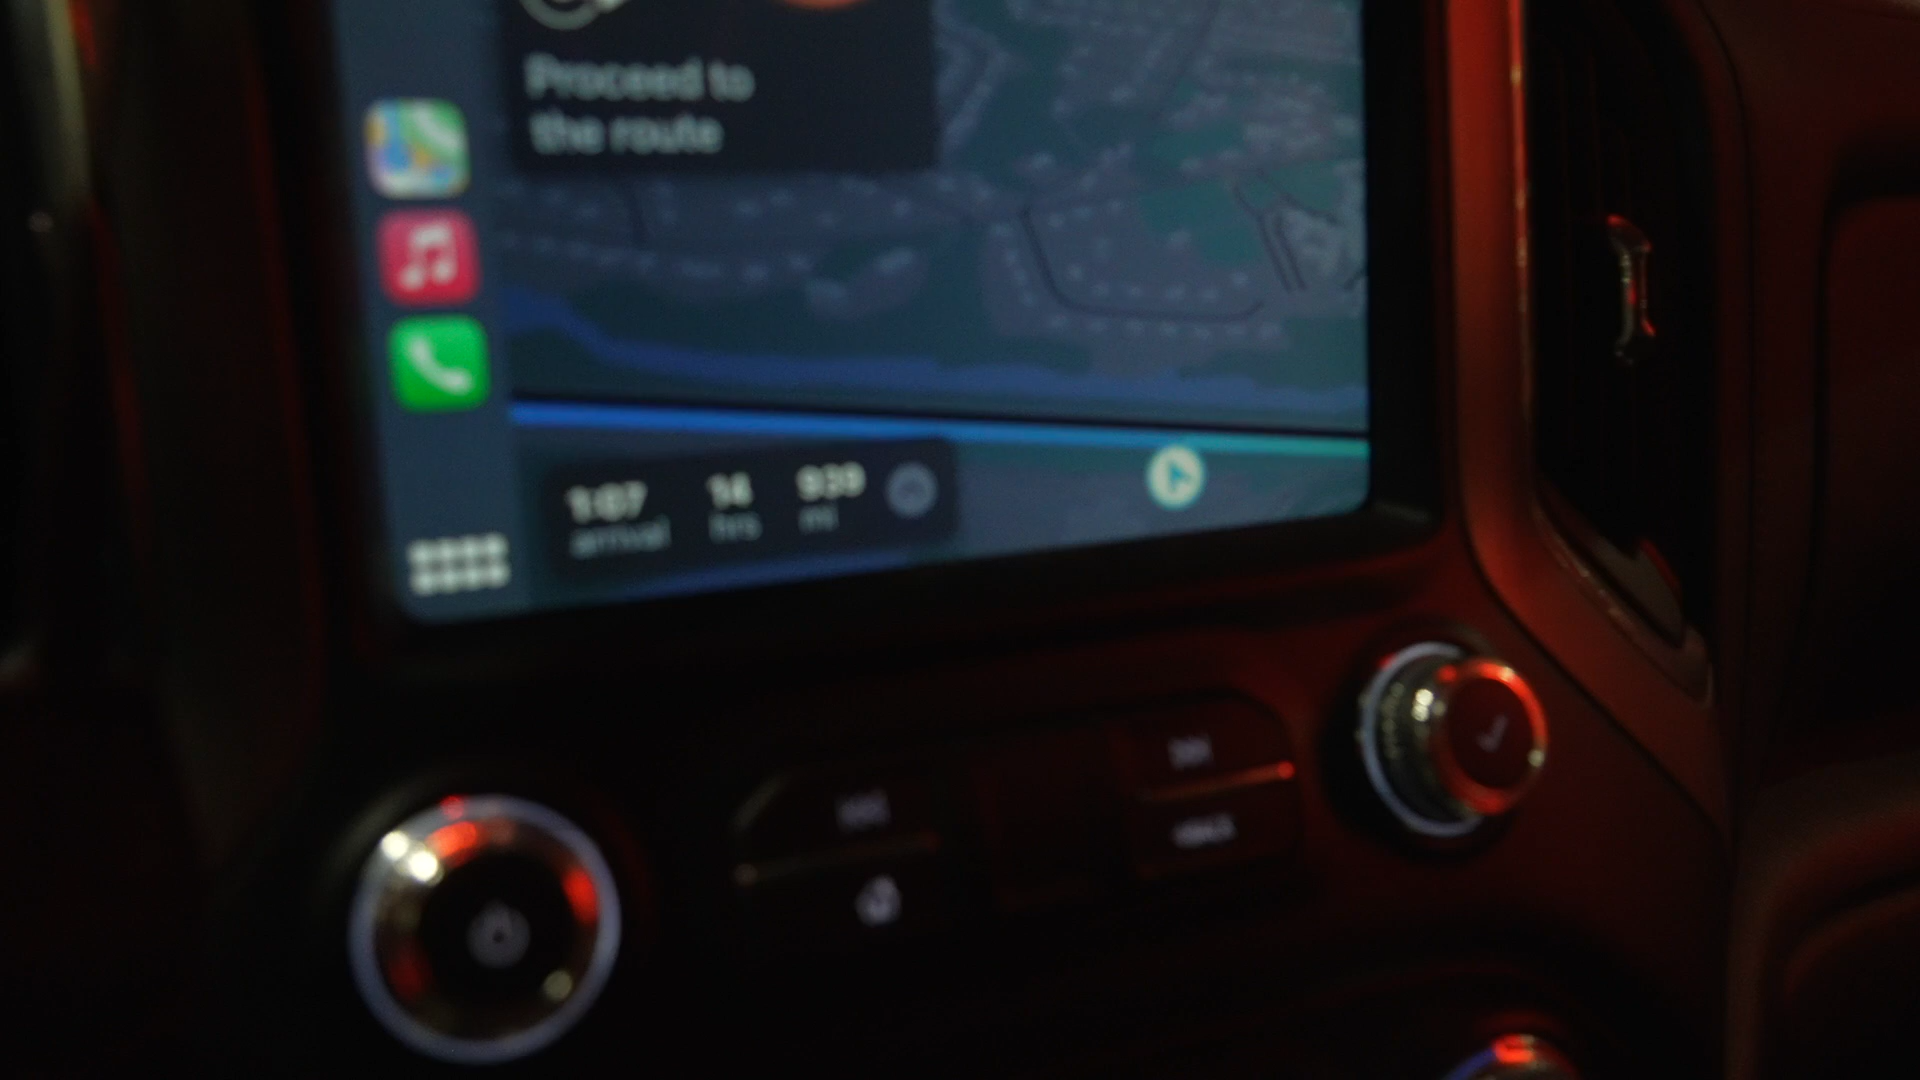 Proceed to
the route
1:07 14 939
arrival hrs mi